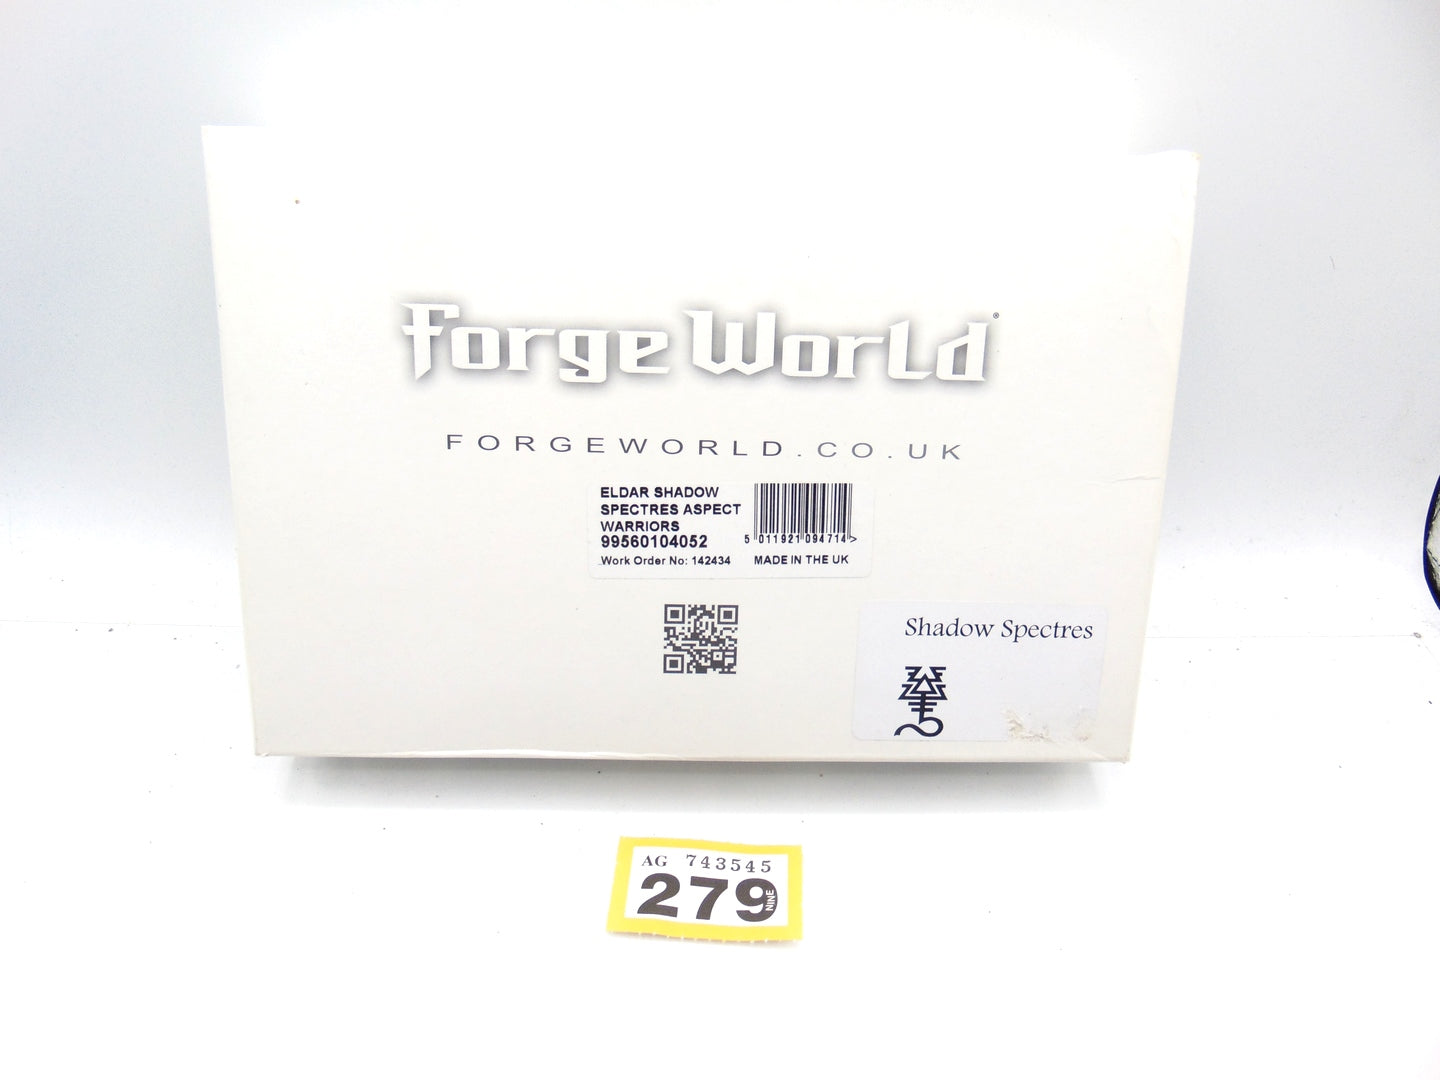 Forge World®
FORGEWORLD.CO.UK
ELDAR SHADOW
SPECTRES ASPECT
WARRIORS
99560104052
Work Order No: 142434
5 011921 094714 >
MADE IN THE UK
Shadow Spectres
AG 743545
279
NINE